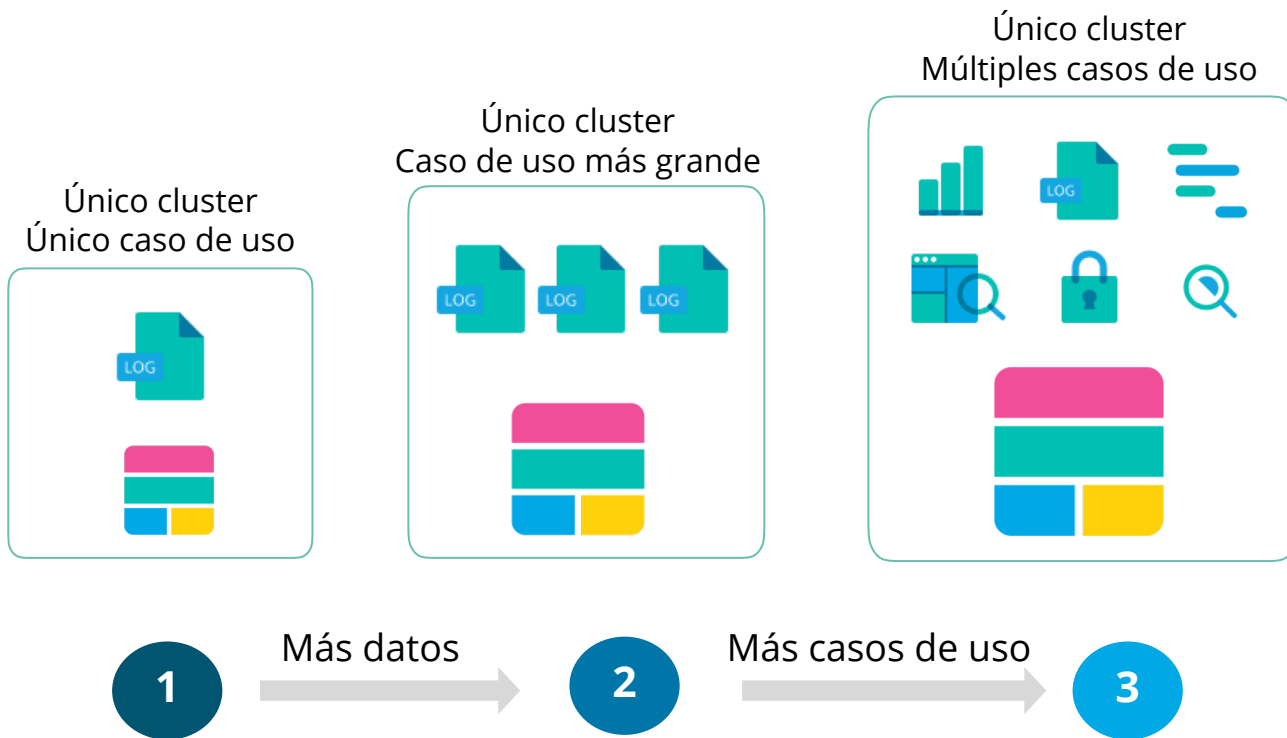 Único cluster
Único caso de uso
LOG
Único cluster
Caso de uso más grande
LOG
LOG
LOG
Único cluster
Múltiples casos de uso
LOG
1
Más datos
2
Más casos de uso
3